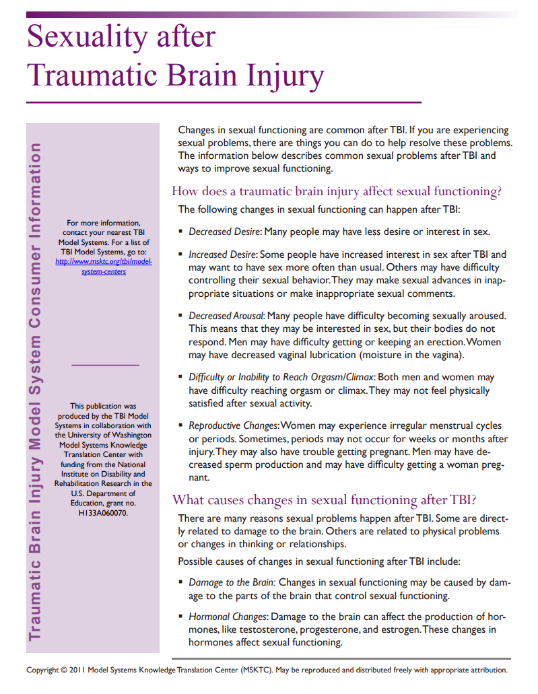 Sexuality after
Traumatic Brain Injury
Traumatic Brain Injury Model System Consumer Information
For more information,
contact your nearest TBI
Model Systems. For a list of
TBI Model Systems, go to:
http://www.msktc.org/tbi/model-
system-centers
This publication was
produced by the TBI Model
Systems in collaboration with
the University of Washington
Model Systems Knowledge
Translation Center with
funding from the National
Institute on Disability and
Rehabilitation Research in the
U.S. Department of
Education, grant no.
H133A060070.
Changes in sexual functioning are common after TBI. If you are experiencing
sexual problems, there are things you can do to help resolve these problems.
The information below describes common sexual problems after TBI and
ways to improve sexual functioning.
How does a traumatic brain injury affect sexual functioning?
The following changes in sexual functioning can happen after TBI:
▪ Decreased Desire: Many people may have less desire or interest in sex.
▪ Increased Desire: Some people have increased interest in sex after TBI and
may want to have sex more often than usual. Others may have difficulty
controlling their sexual behavior. They may make sexual advances in inap-
propriate situations or make inappropriate sexual comments.
▪ Decreased Arousal: Many people have difficulty becoming sexually aroused.
This means that they may be interested in sex, but their bodies do not
respond. Men may have difficulty getting or keeping an erection. Women
may have decreased vaginal lubrication (moisture in the vagina).
▪ Difficulty or Inability to Reach Orgasm/Climax: Both men and women may
have difficulty reaching orgasm or climax. They may not feel physically
satisfied after sexual activity.
▪ Reproductive Changes: Women may experience irregular menstrual cycles
or periods. Sometimes, periods may not occur for weeks or months after
injury. They may also have trouble getting pregnant. Men may have de-
creased sperm production and may have difficulty getting a woman preg-
nant.
What causes changes in sexual functioning after TBI?
There are many reasons sexual problems happen after TBI. Some are direct-
ly related to damage to the brain. Others are related to physical problems
or changes in thinking or relationships.
Possible causes of changes in sexual functioning after TBI include:
▪ Damage to the Brain: Changes in sexual functioning may be caused by dam-
age to the parts of the brain that control sexual functioning.
▪ Hormonal Changes: Damage to the brain can affect the production of hor-
mones, like testosterone, progesterone, and estrogen. These changes in
hormones affect sexual functioning.
Copyright © 2011 Model Systems Knowledge Translation Center (MSKTC). May be reproduced and distributed freely with appropriate attribution.